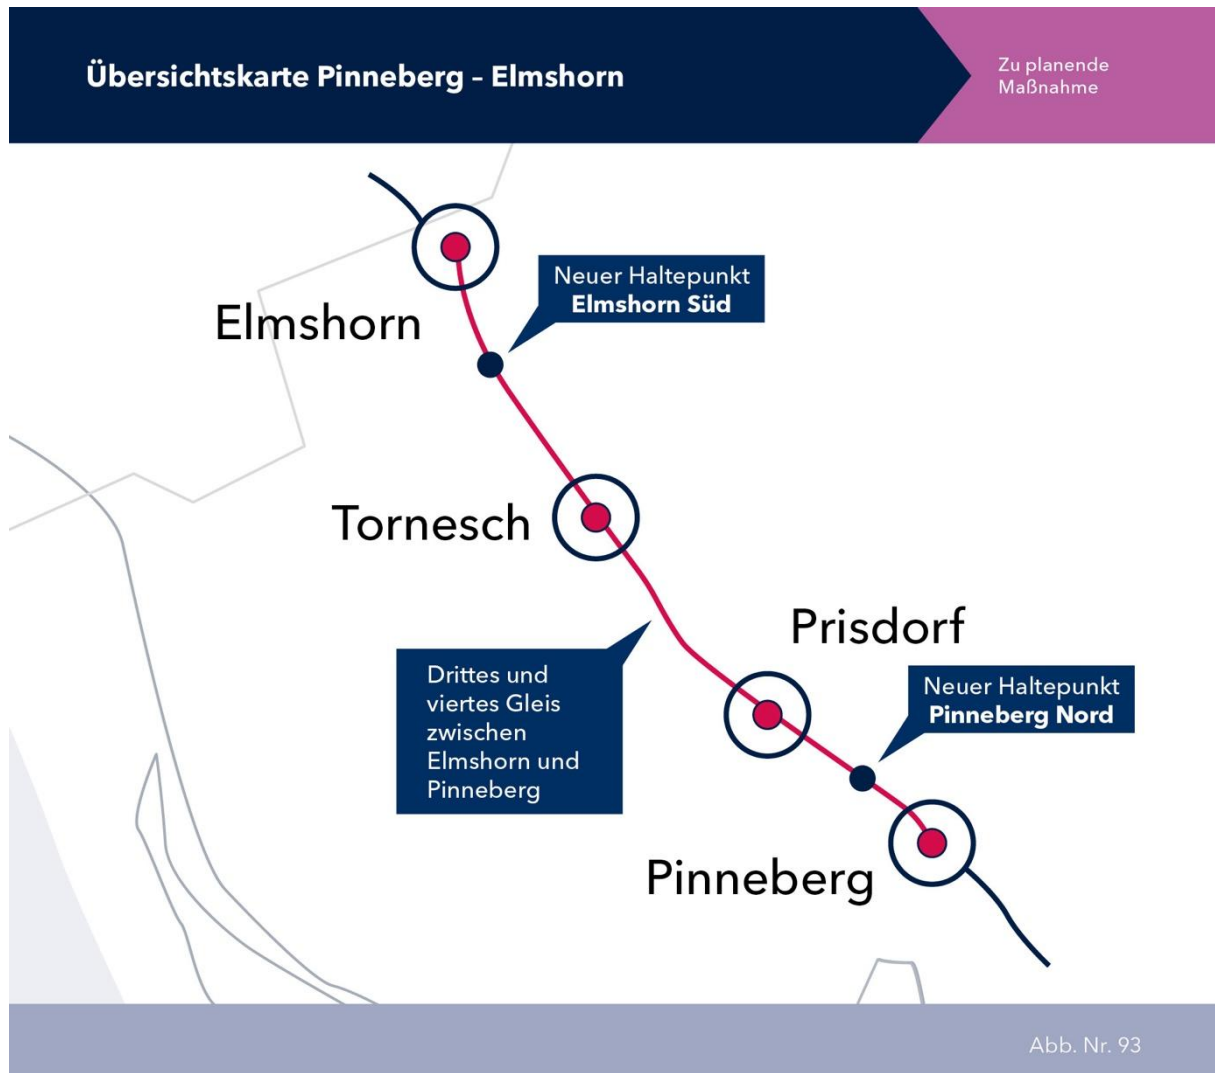 Übersichtskarte Pinneberg – Elmshorn
Zu planende
Maßnahme
Neuer Haltepunkt
Elmshorn Süd
Elmshorn
Tornesch
Prisdorf
Drittes und
viertes Gleis
zwischen
Elmshorn und
Pinneberg
Neuer Haltepunkt
Pinneberg Nord
Pinneberg
Abb. Nr. 93